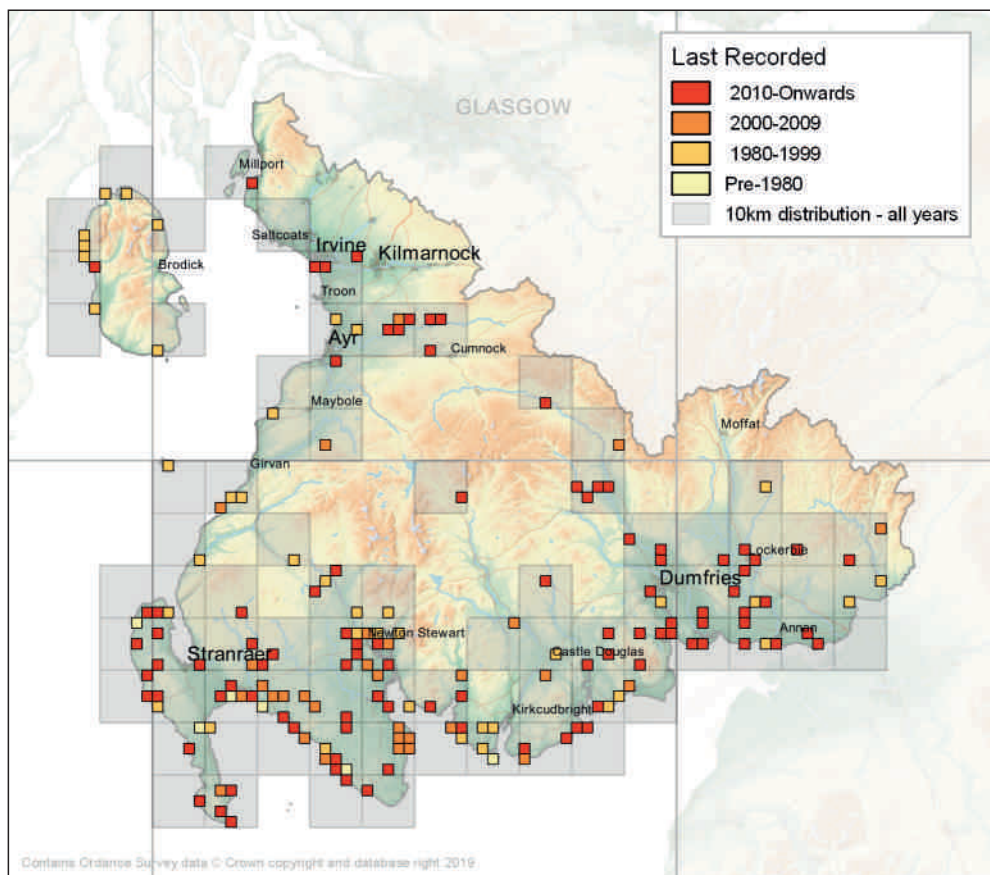 Last Recorded
2010-Onwards
2000-2009
1980-1999
Pre-1980
10km distribution - all years
GLASGOW
Millport
Saltcoats
Irvine
Kilmarnock
Brodick
Troon
Ayr
Cumnock
Maybole
Moffat
Girvan
Lockerbie
Dumfries
Newton Stewart
Annan
Stranraer
Castle Douglas
Kirkcudbright
Contains Ordance Survey data © Crown copyright and database right 2019